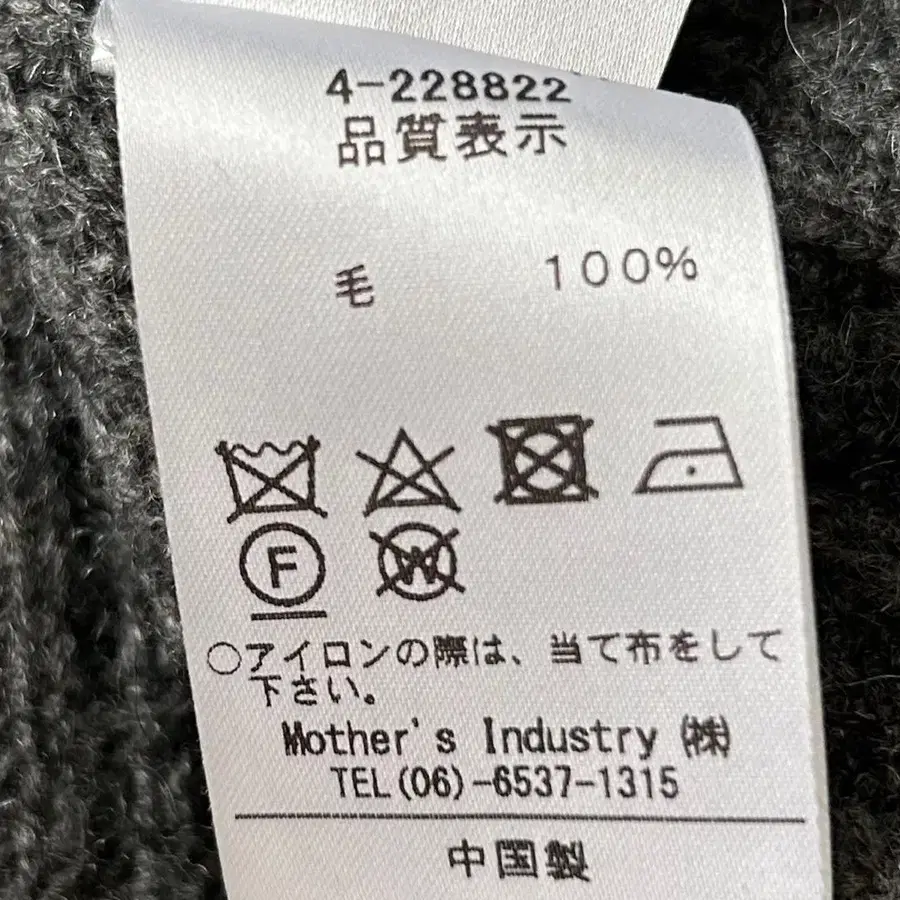 4-228822
品質表示
毛 100%
F W
○アイロンの際は、当て布をして
下さい。
Mother's Industry ㈱
TEL(06)-6537-1315
中国製